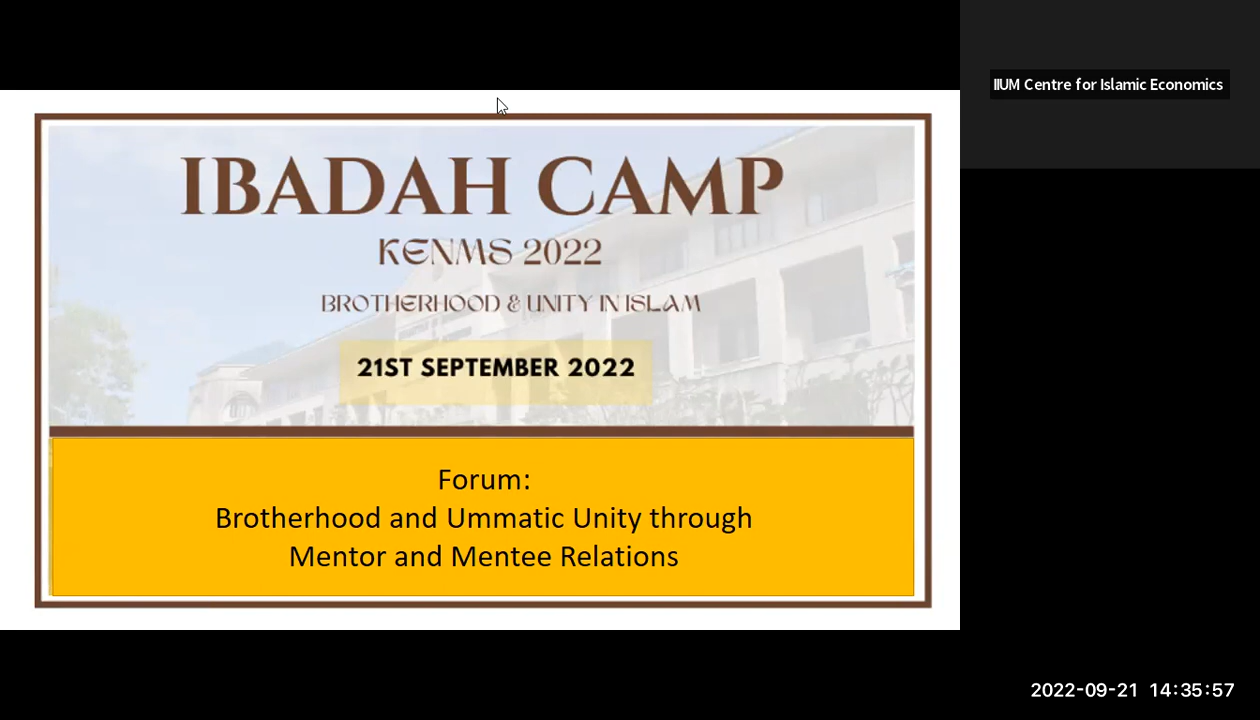 IBADAH CAMP
KENMS 2022
BROTHERHOOD & UNITY IN ISLAM
21ST SEPTEMBER 2022
Forum:
Brotherhood and Ummatic Unity through
Mentor and Mentee Relations
IIUM Centre for Islamic Economics
2022-09-21 14:35:57